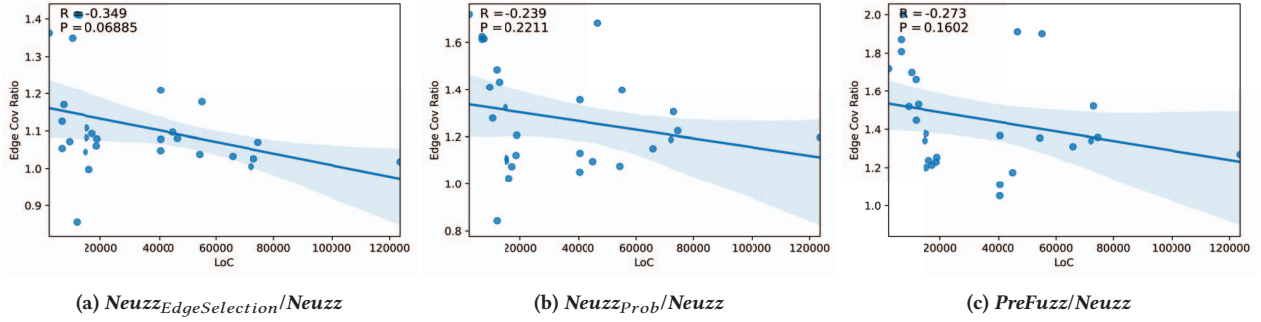 R = -0.349
P = 0.06885
1.4
1.3
1.2
1.1
1.0
0.9
Edge Cov Ratio
20000 40000 60000 80000 100000 120000
LoC
(a) Neuzz_EdgeSelection/Neuzz
R = -0.239
P = 0.2211
1.6
1.4
1.2
1.0
0.8
Edge Cov Ratio
20000 40000 60000 80000 100000 120000
LoC
(b) Neuzz_Prob/Neuzz
R = -0.273
P = 0.1602
2.0
1.8
1.6
1.4
1.2
1.0
Edge Cov Ratio
20000 40000 60000 80000 100000 120000
LoC
(c) PreFuzz/Neuzz